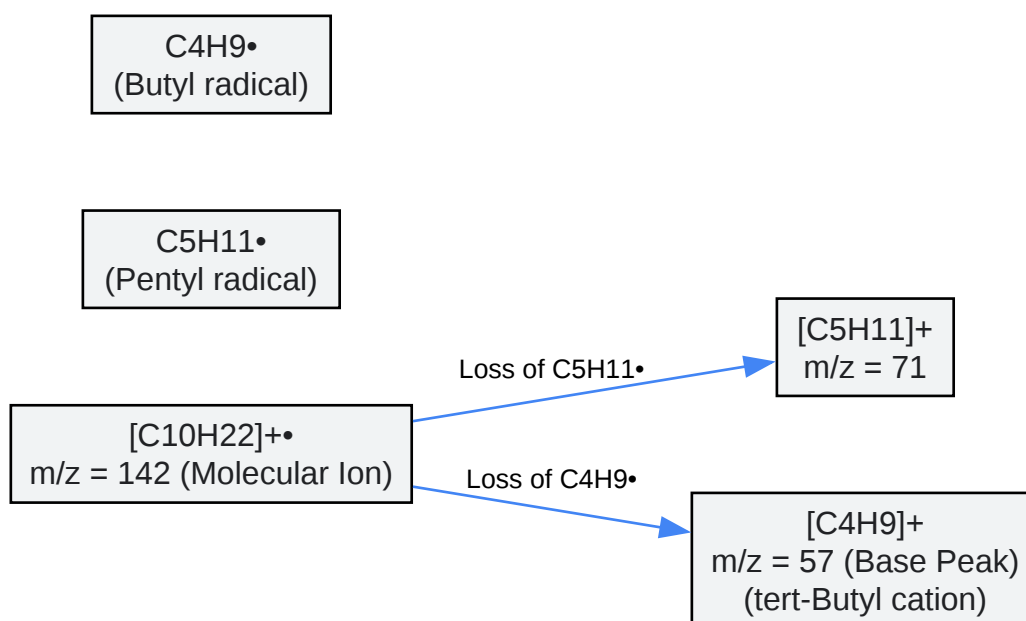 C4H9•
(Butyl radical)
C5H11•
(Pentyl radical)
[C5H11]+
m/z = 71
Loss of C5H11•
[C10H22]+•
m/z = 142 (Molecular Ion)
Loss of C4H9•
[C4H9]+
m/z = 57 (Base Peak)
(tert-Butyl cation)